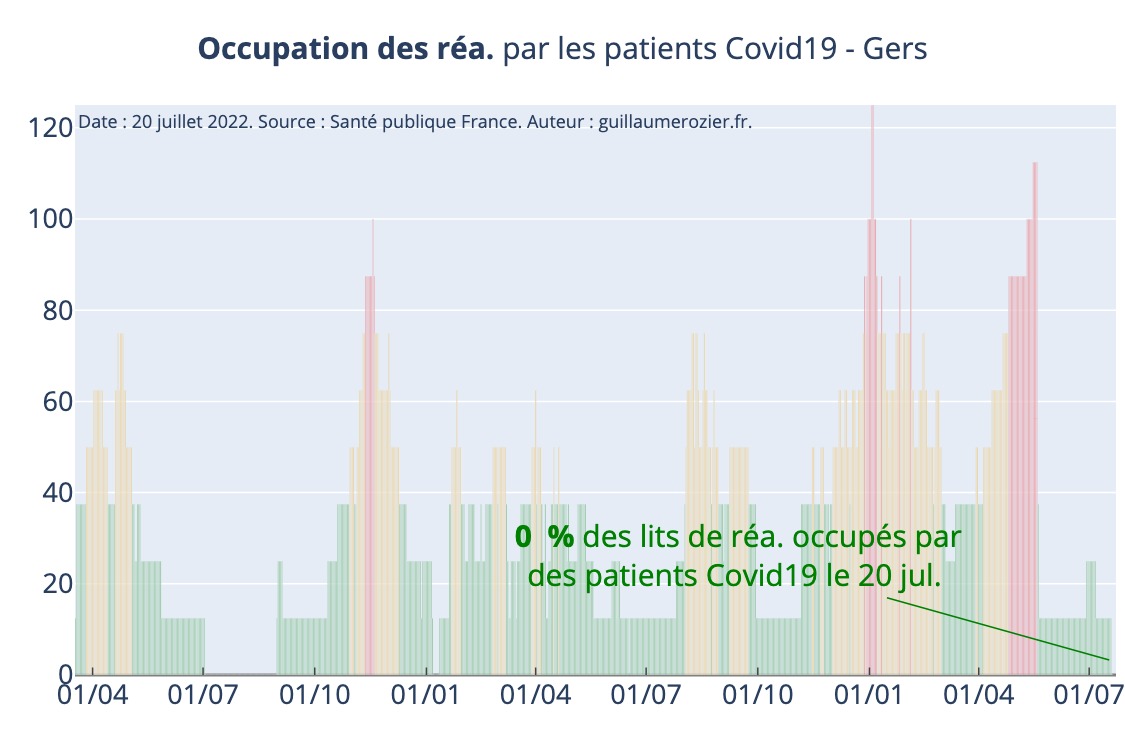 Occupation des réa. par les patients Covid19 - Gers
Date : 20 juillet 2022. Source : Santé publique France. Auteur : guillaumerozier.fr.
120
100
80
60
40
20
0
0 % des lits de réa. occupés par
des patients Covid19 le 20 jul.
01/04 01/07 01/10 01/01 01/04 01/07 01/10 01/01 01/04 01/07